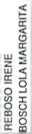 REBOSO IRENE
BOSCH LOLA MARGARITA